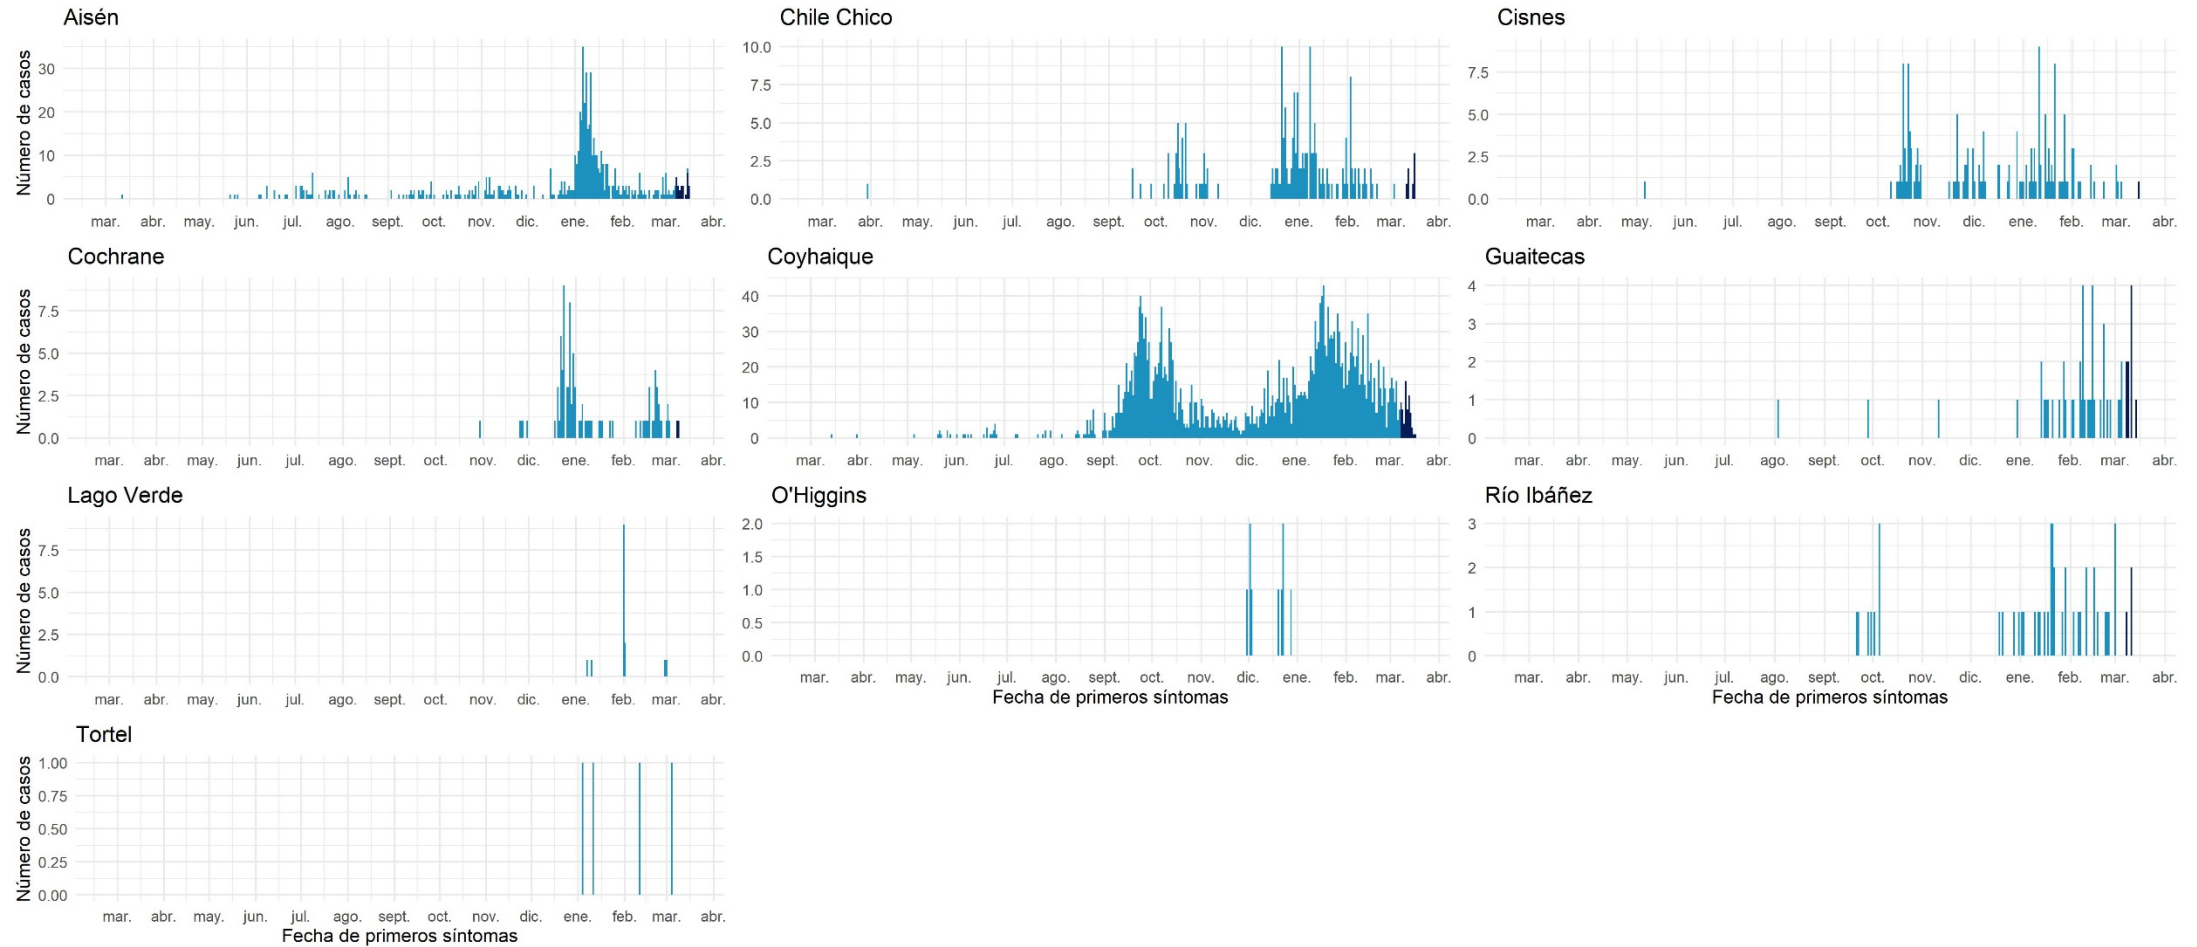 Aisén
Número de casos
30
20
10
0
mar. abr. may. jun. jul. ago. sept. oct. nov. dic. ene. feb. mar. abr.
Chile Chico
10.0
7.5
5.0
2.5
0.0
mar. abr. may. jun. jul. ago. sept. oct. nov. dic. ene. feb. mar. abr.
Cisnes
7.5
5.0
2.5
0.0
mar. abr. may. jun. jul. ago. sept. oct. nov. dic. ene. feb. mar. abr.
Cochrane
Número de casos
7.5
5.0
2.5
0.0
mar. abr. may. jun. jul. ago. sept. oct. nov. dic. ene. feb. mar. abr.
Coyhaique
40
30
20
10
0
mar. abr. may. jun. jul. ago. sept. oct. nov. dic. ene. feb. mar. abr.
Guaitecas
4
3
2
1
0
mar. abr. may. jun. jul. ago. sept. oct. nov. dic. ene. feb. mar. abr.
Lago Verde
Número de casos
7.5
5.0
2.5
0.0
mar. abr. may. jun. jul. ago. sept. oct. nov. dic. ene. feb. mar. abr.
O'Higgins
2.0
1.5
1.0
0.5
0.0
mar. abr. may. jun. jul. ago. sept. oct. nov. dic. ene. feb. mar. abr.
Fecha de primeros síntomas
Río Ibáñez
3
2
1
0
mar. abr. may. jun. jul. ago. sept. oct. nov. dic. ene. feb. mar. abr.
Fecha de primeros síntomas
Tortel
Número de casos
1.00
0.75
0.50
0.25
0.00
mar. abr. may. jun. jul. ago. sept. oct. nov. dic. ene. feb. mar. abr.
Fecha de primeros síntomas